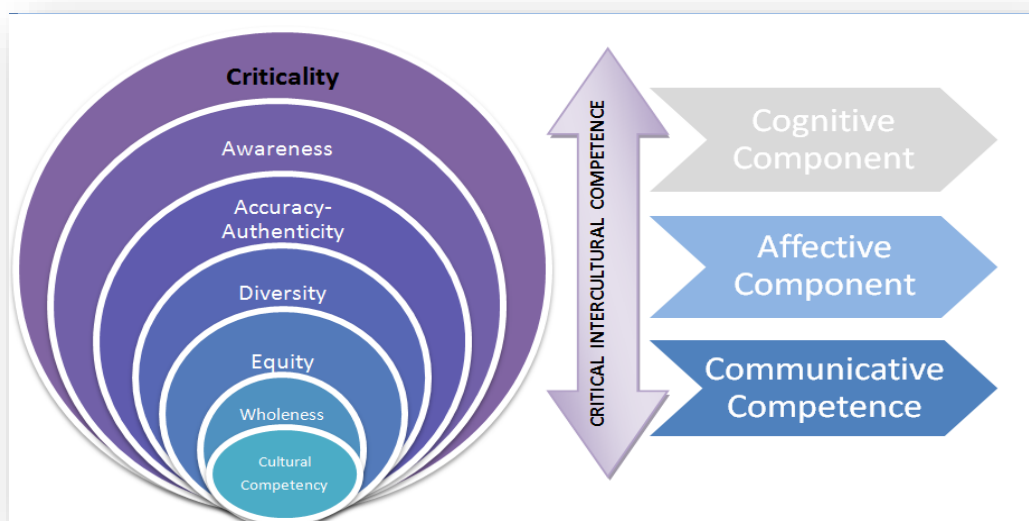 Criticality
Awareness
Accuracy-
Authenticity
Diversity
Equity
Wholeness
Cultural
Competency
CRITICAL INTERCULTURAL COMPETENCE
Cognitive
Component
Affective
Component
Communicative
Competence